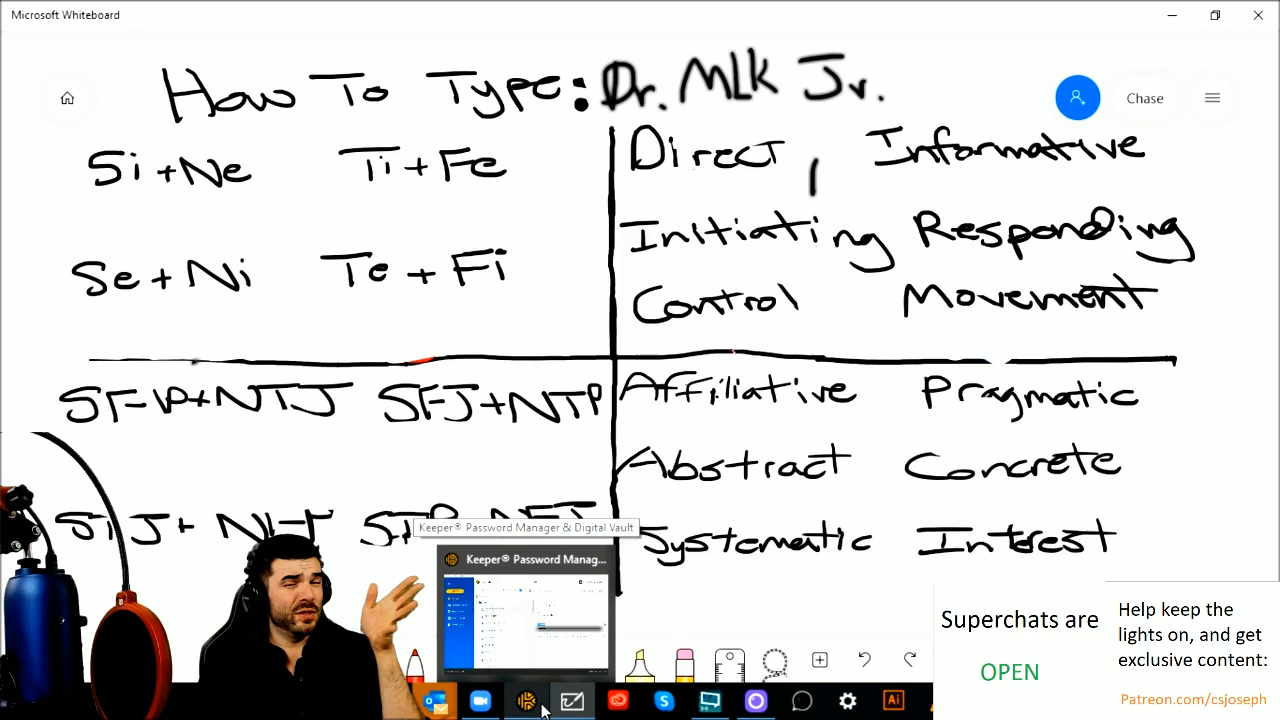 Microsoft Whiteboard
How To Type: Dr. MLK Jr.
Chase
Si+Ne Ti+Fe
Se+Ni Te+Fi
Direct Informative
Initiating Responding
Control Movement
SFP+NTJ SFJ+NTP
Affiliative Pragmatic
Abstract Concrete
Systematic Interest
Keeper® Password Manager & Digital Vault
Keeper® Password Manag...
Superchats are
OPEN
Help keep the
lights on, and get
exclusive content:
Patreon.com/csjoseph
Ai